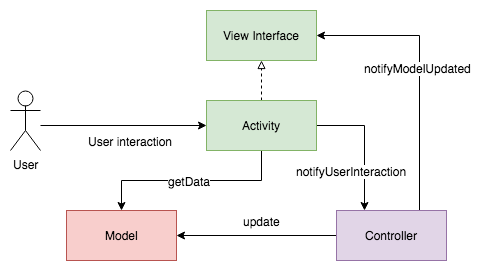 View Interface
notifyModelUpdated
Activity
User interaction
User
notifyUserInteraction
getData
Model
update
Controller